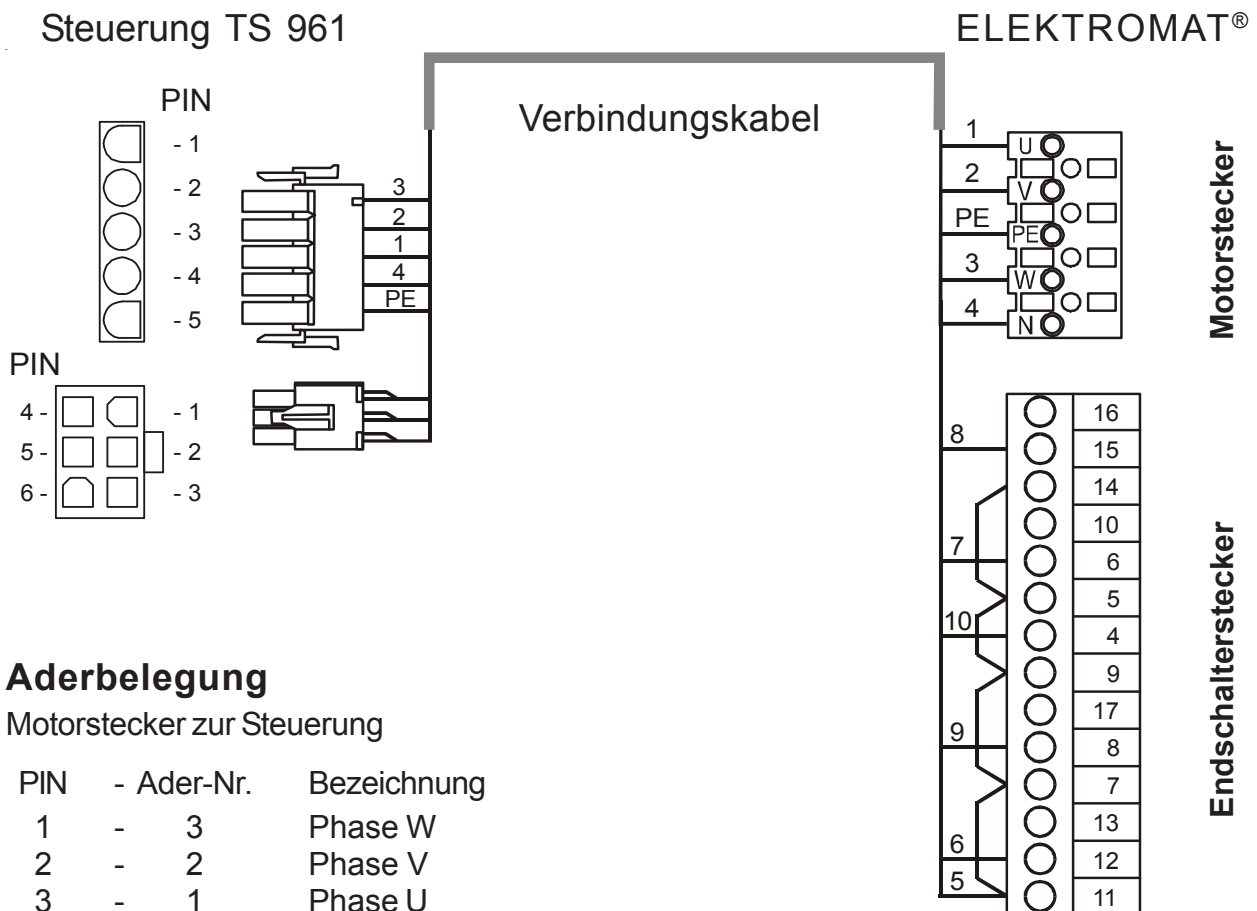 Steuerung TS 961
ELEKTROMAT®
Verbindungskabel
PIN
- 1
- 2
- 3
- 4
- 5
3
2
1
4
PE
PIN
4 -
5 -
6 -
- 1
- 2
- 3
1
2
PE
3
4
U
V
PE
W
N
Motorstecker
8
7
10
9
6
5
16
15
14
10
6
5
4
9
17
8
7
13
12
11
Endschalterstecker
Aderbelegung
Motorstecker zur Steuerung
PIN - Ader-Nr. Bezeichnung
1 - 3 Phase W
2 - 2 Phase V
3 - 1 Phase U